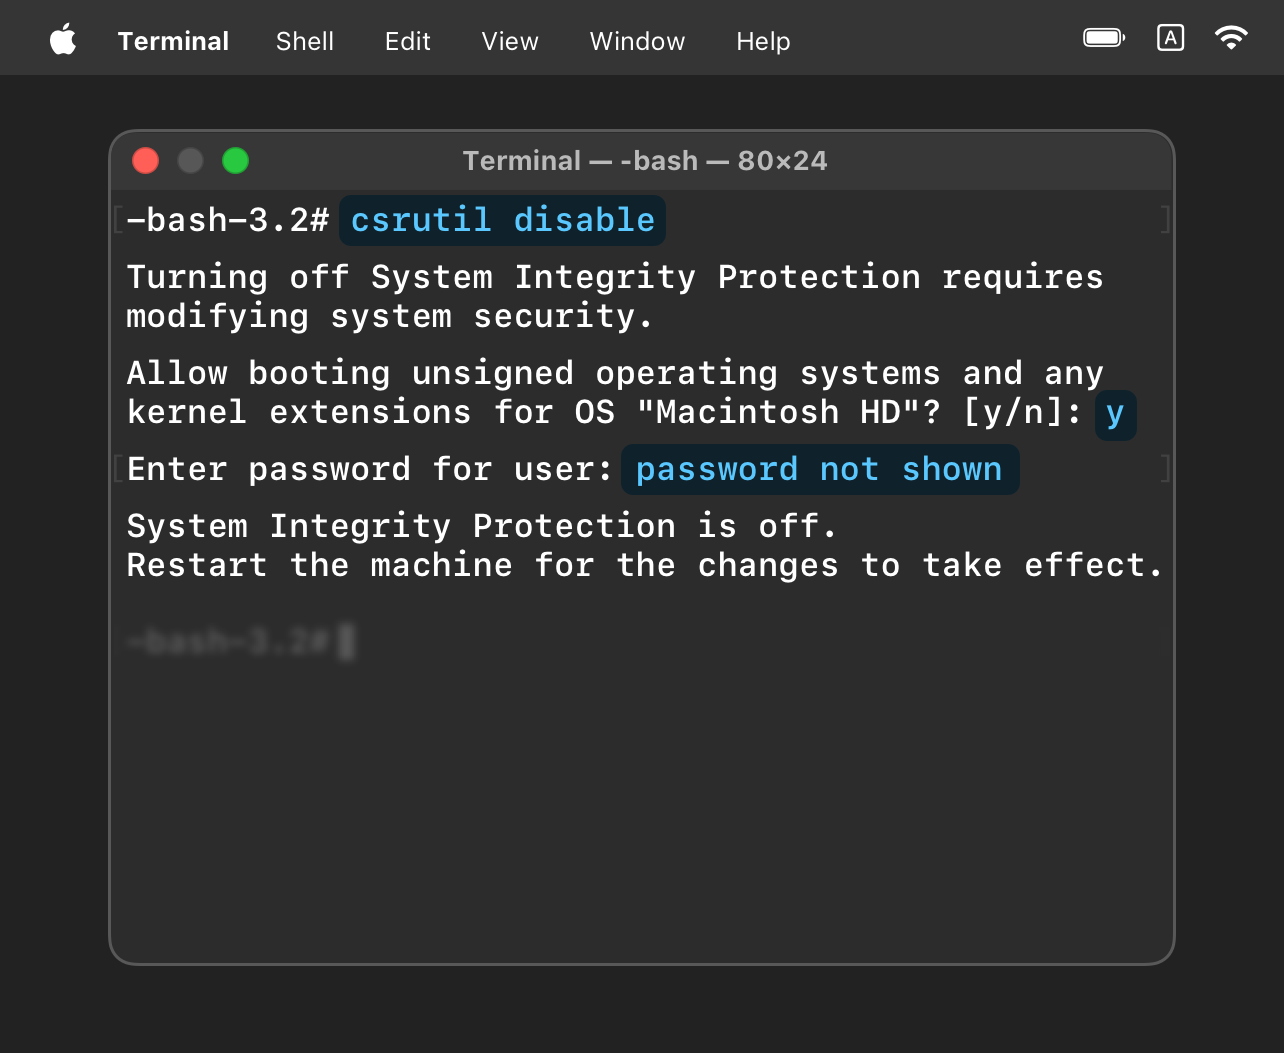 Terminal Shell Edit View Window Help A
Terminal — -bash — 80×24
[-bash-3.2# csrutil disable ]
Turning off System Integrity Protection requires
modifying system security.
Allow booting unsigned operating systems and any
kernel extensions for OS "Macintosh HD"? [y/n]: y
[Enter password for user: password not shown ]
System Integrity Protection is off.
Restart the machine for the changes to take effect.
-bash-3.2#